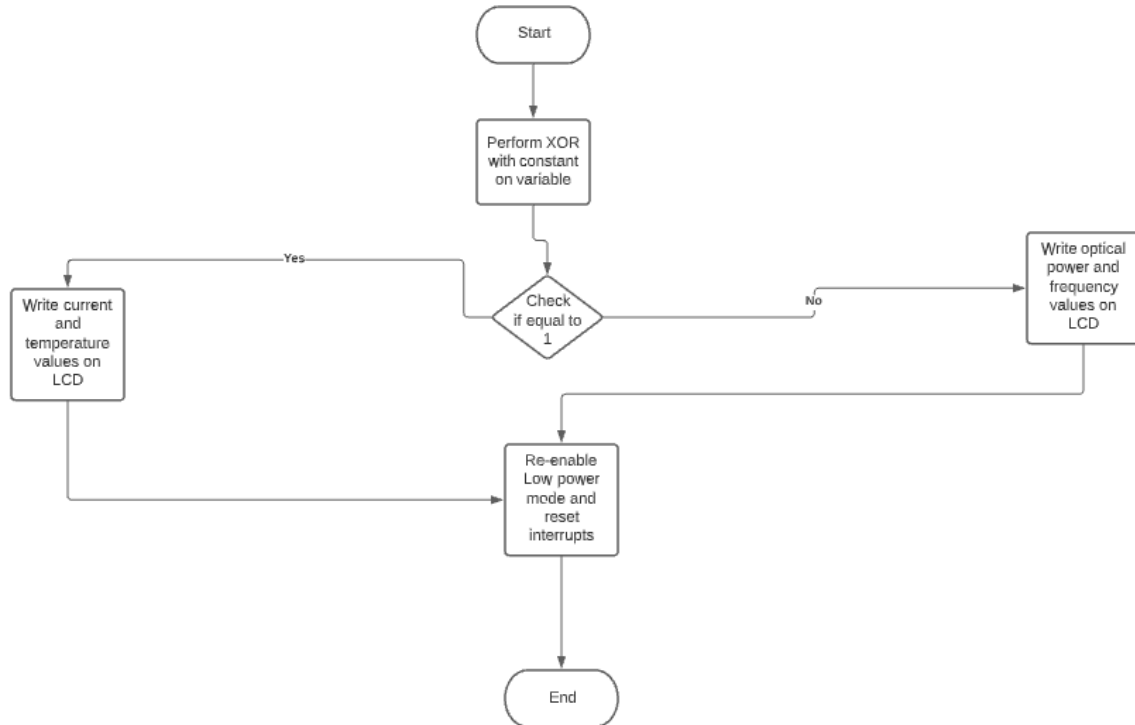 Start
Perform XOR
with constant
on variable
Yes
Check
if equal to
1
No
Write current
and
temperature
values on
LCD
Write optical
power and
frequency
values on
LCD
Re-enable
Low power
mode and
reset
interrupts
End